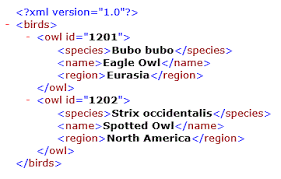 <?xml version="1.0"?>
- <birds>
- <owl id="1201">
<species>Bubo bubo</species>
<name>Eagle Owl</name>
<region>Eurasia</region>
</owl>
- <owl id="1202">
<species>Strix occidentalis</species>
<name>Spotted Owl</name>
<region>North America</region>
</owl>
</birds>